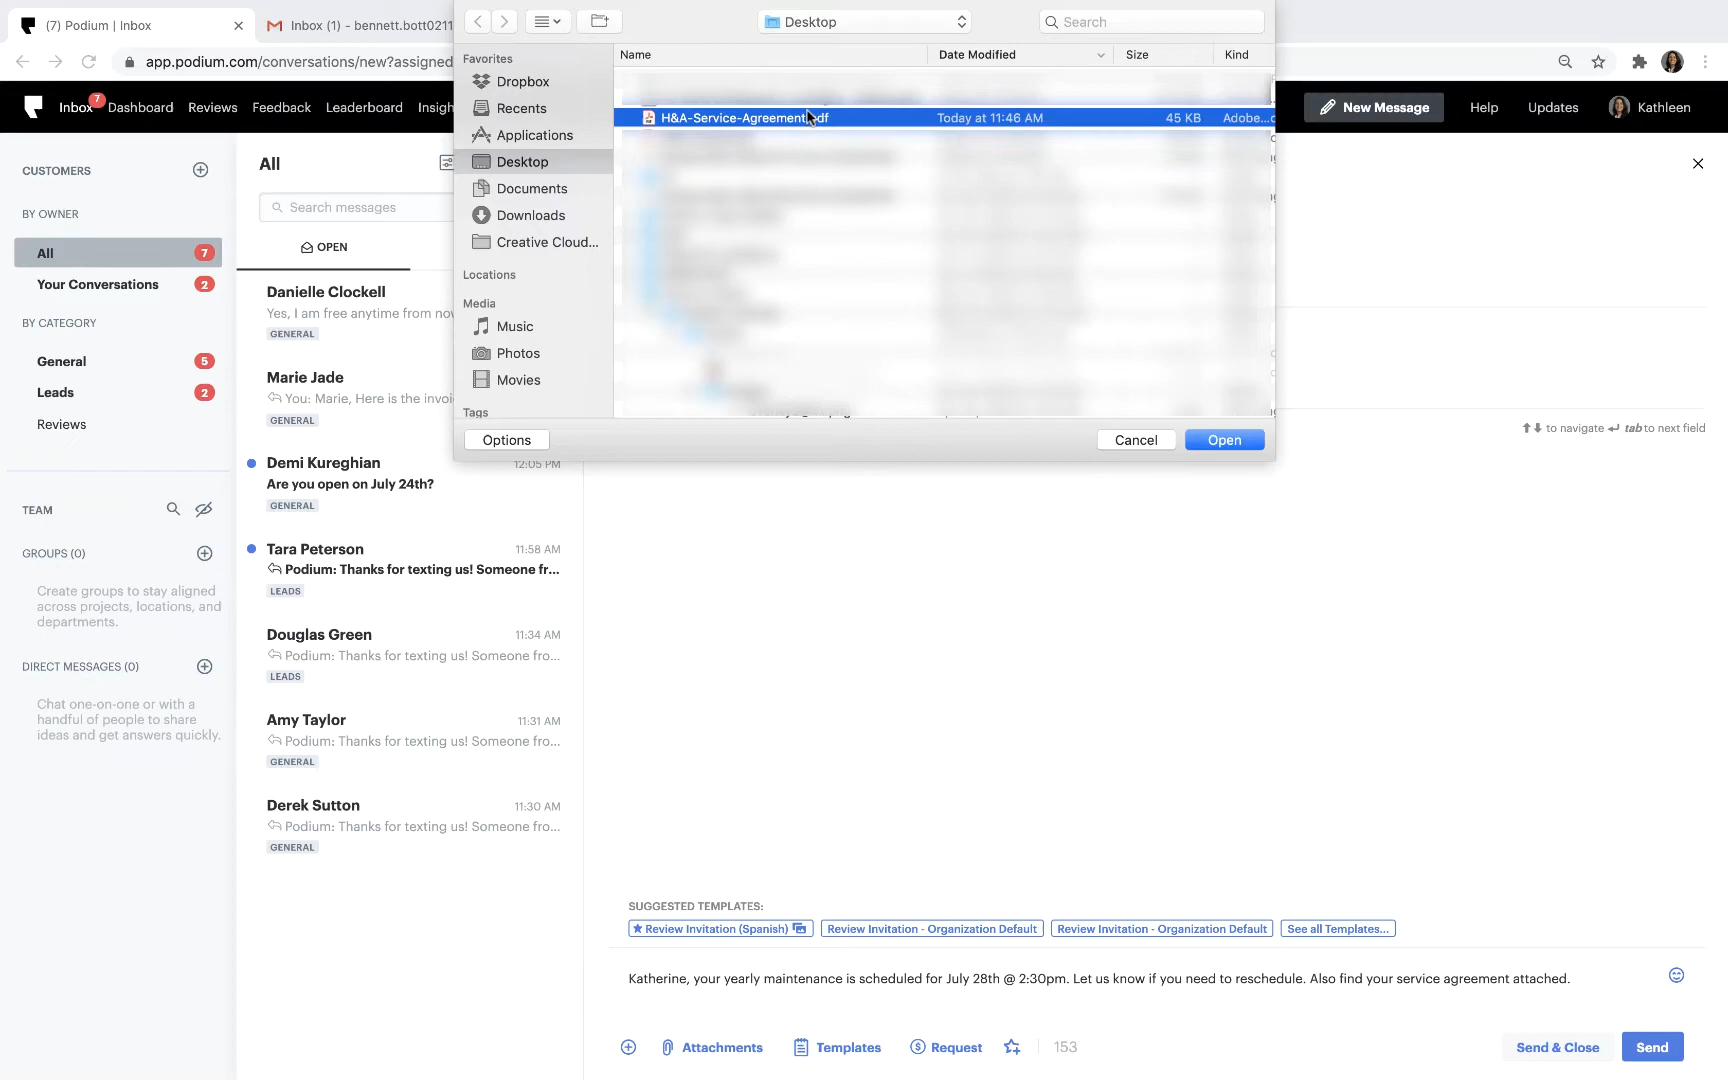 (7) Podium | Inbox
Inbox (1) - bennett.bott0211
app.podium.com/conversations/new?assigned
Desktop
Search
Name
Date Modified
Size
Kind
Favorites
Dropbox
Recents
Applications
Desktop
Documents
Downloads
Creative Cloud...
Locations
Media
Music
Photos
Movies
Tags
H&A-Service-Agreement.pdf
Today at 11:46 AM
45 KB
Adobe...
Options
Cancel
Open
Inbox
7
Dashboard
Reviews
Feedback
Leaderboard
Insigh
New Message
Help
Updates
Kathleen
CUSTOMERS
BY OWNER
All 7
Your Conversations 2
BY CATEGORY
General 5
Leads 2
Reviews
TEAM
GROUPS (0)
Create groups to stay aligned
across projects, locations, and
departments.
DIRECT MESSAGES (0)
Chat one-on-one or with a
handful of people to share
ideas and get answers quickly.
All
Search messages
OPEN
Danielle Clockell
Yes, I am free anytime from nov
GENERAL
Marie Jade
You: Marie, Here is the invoi
GENERAL
Demi Kureghian 12:05 PM
Are you open on July 24th?
GENERAL
Tara Peterson 11:58 AM
Podium: Thanks for texting us! Someone fr...
LEADS
Douglas Green 11:34 AM
Podium: Thanks for texting us! Someone fro...
LEADS
Amy Taylor 11:31 AM
Podium: Thanks for texting us! Someone fro...
GENERAL
Derek Sutton 11:30 AM
Podium: Thanks for texting us! Someone fro...
GENERAL
to navigate tab to next field
SUGGESTED TEMPLATES:
Review Invitation (Spanish)
Review Invitation - Organization Default
Review Invitation - Organization Default
See all Templates...
Katherine, your yearly maintenance is scheduled for July 28th @ 2:30pm. Let us know if you need to reschedule. Also find your service agreement attached.
Attachments
Templates
Request
153
Send & Close
Send